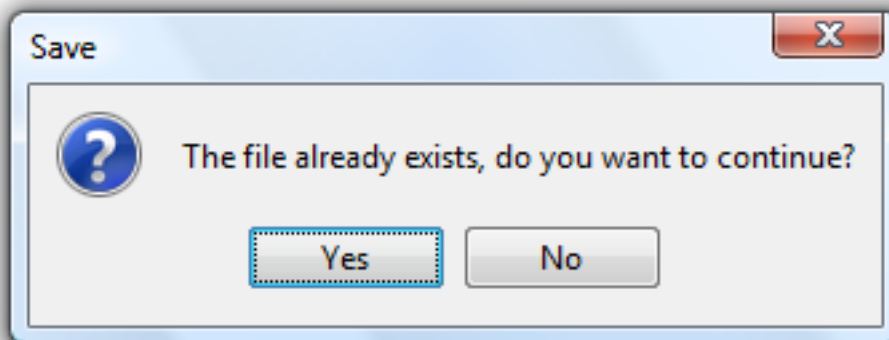 Save
The file already exists, do you want to continue?
Yes No